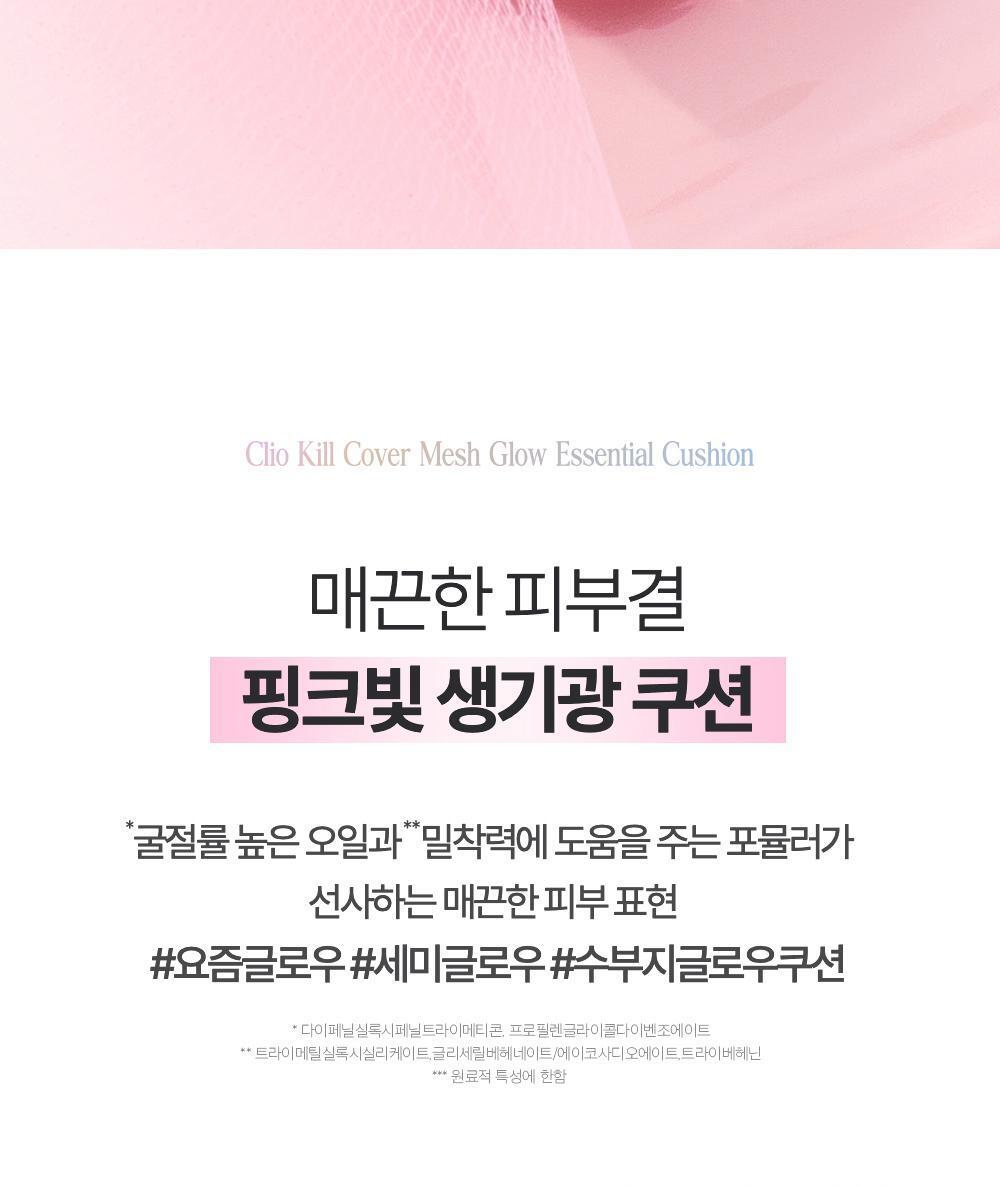 Clio Kill Cover Mesh Glow Essential Cushion
매끈한 피부결
핑크빛 생기광 쿠션
*굴절률 높은 오일과 **밀착력에 도움을 주는 포뮬러가
선사하는 매끈한 피부 표현
#요즘글로우 #세미글로우 #수부지글로우쿠션
* 다이페닐실록시페닐트라이메티콘, 프로필렌글라이콜다이벤조에이트
** 트라이메틸실록시실리케이트,글리세릴베헤네이트/에이코사디오에이트,트라이베헤닌
*** 원료적 특성에 한함